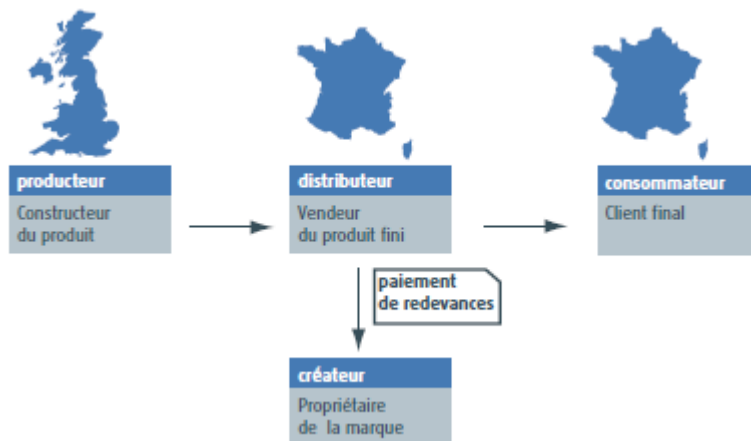 producteur
Constructeur
du produit
distributeur
Vendeur
du produit fini
consommateur
Client final
paiement
de redevances
créateur
Propriétaire
de la marque